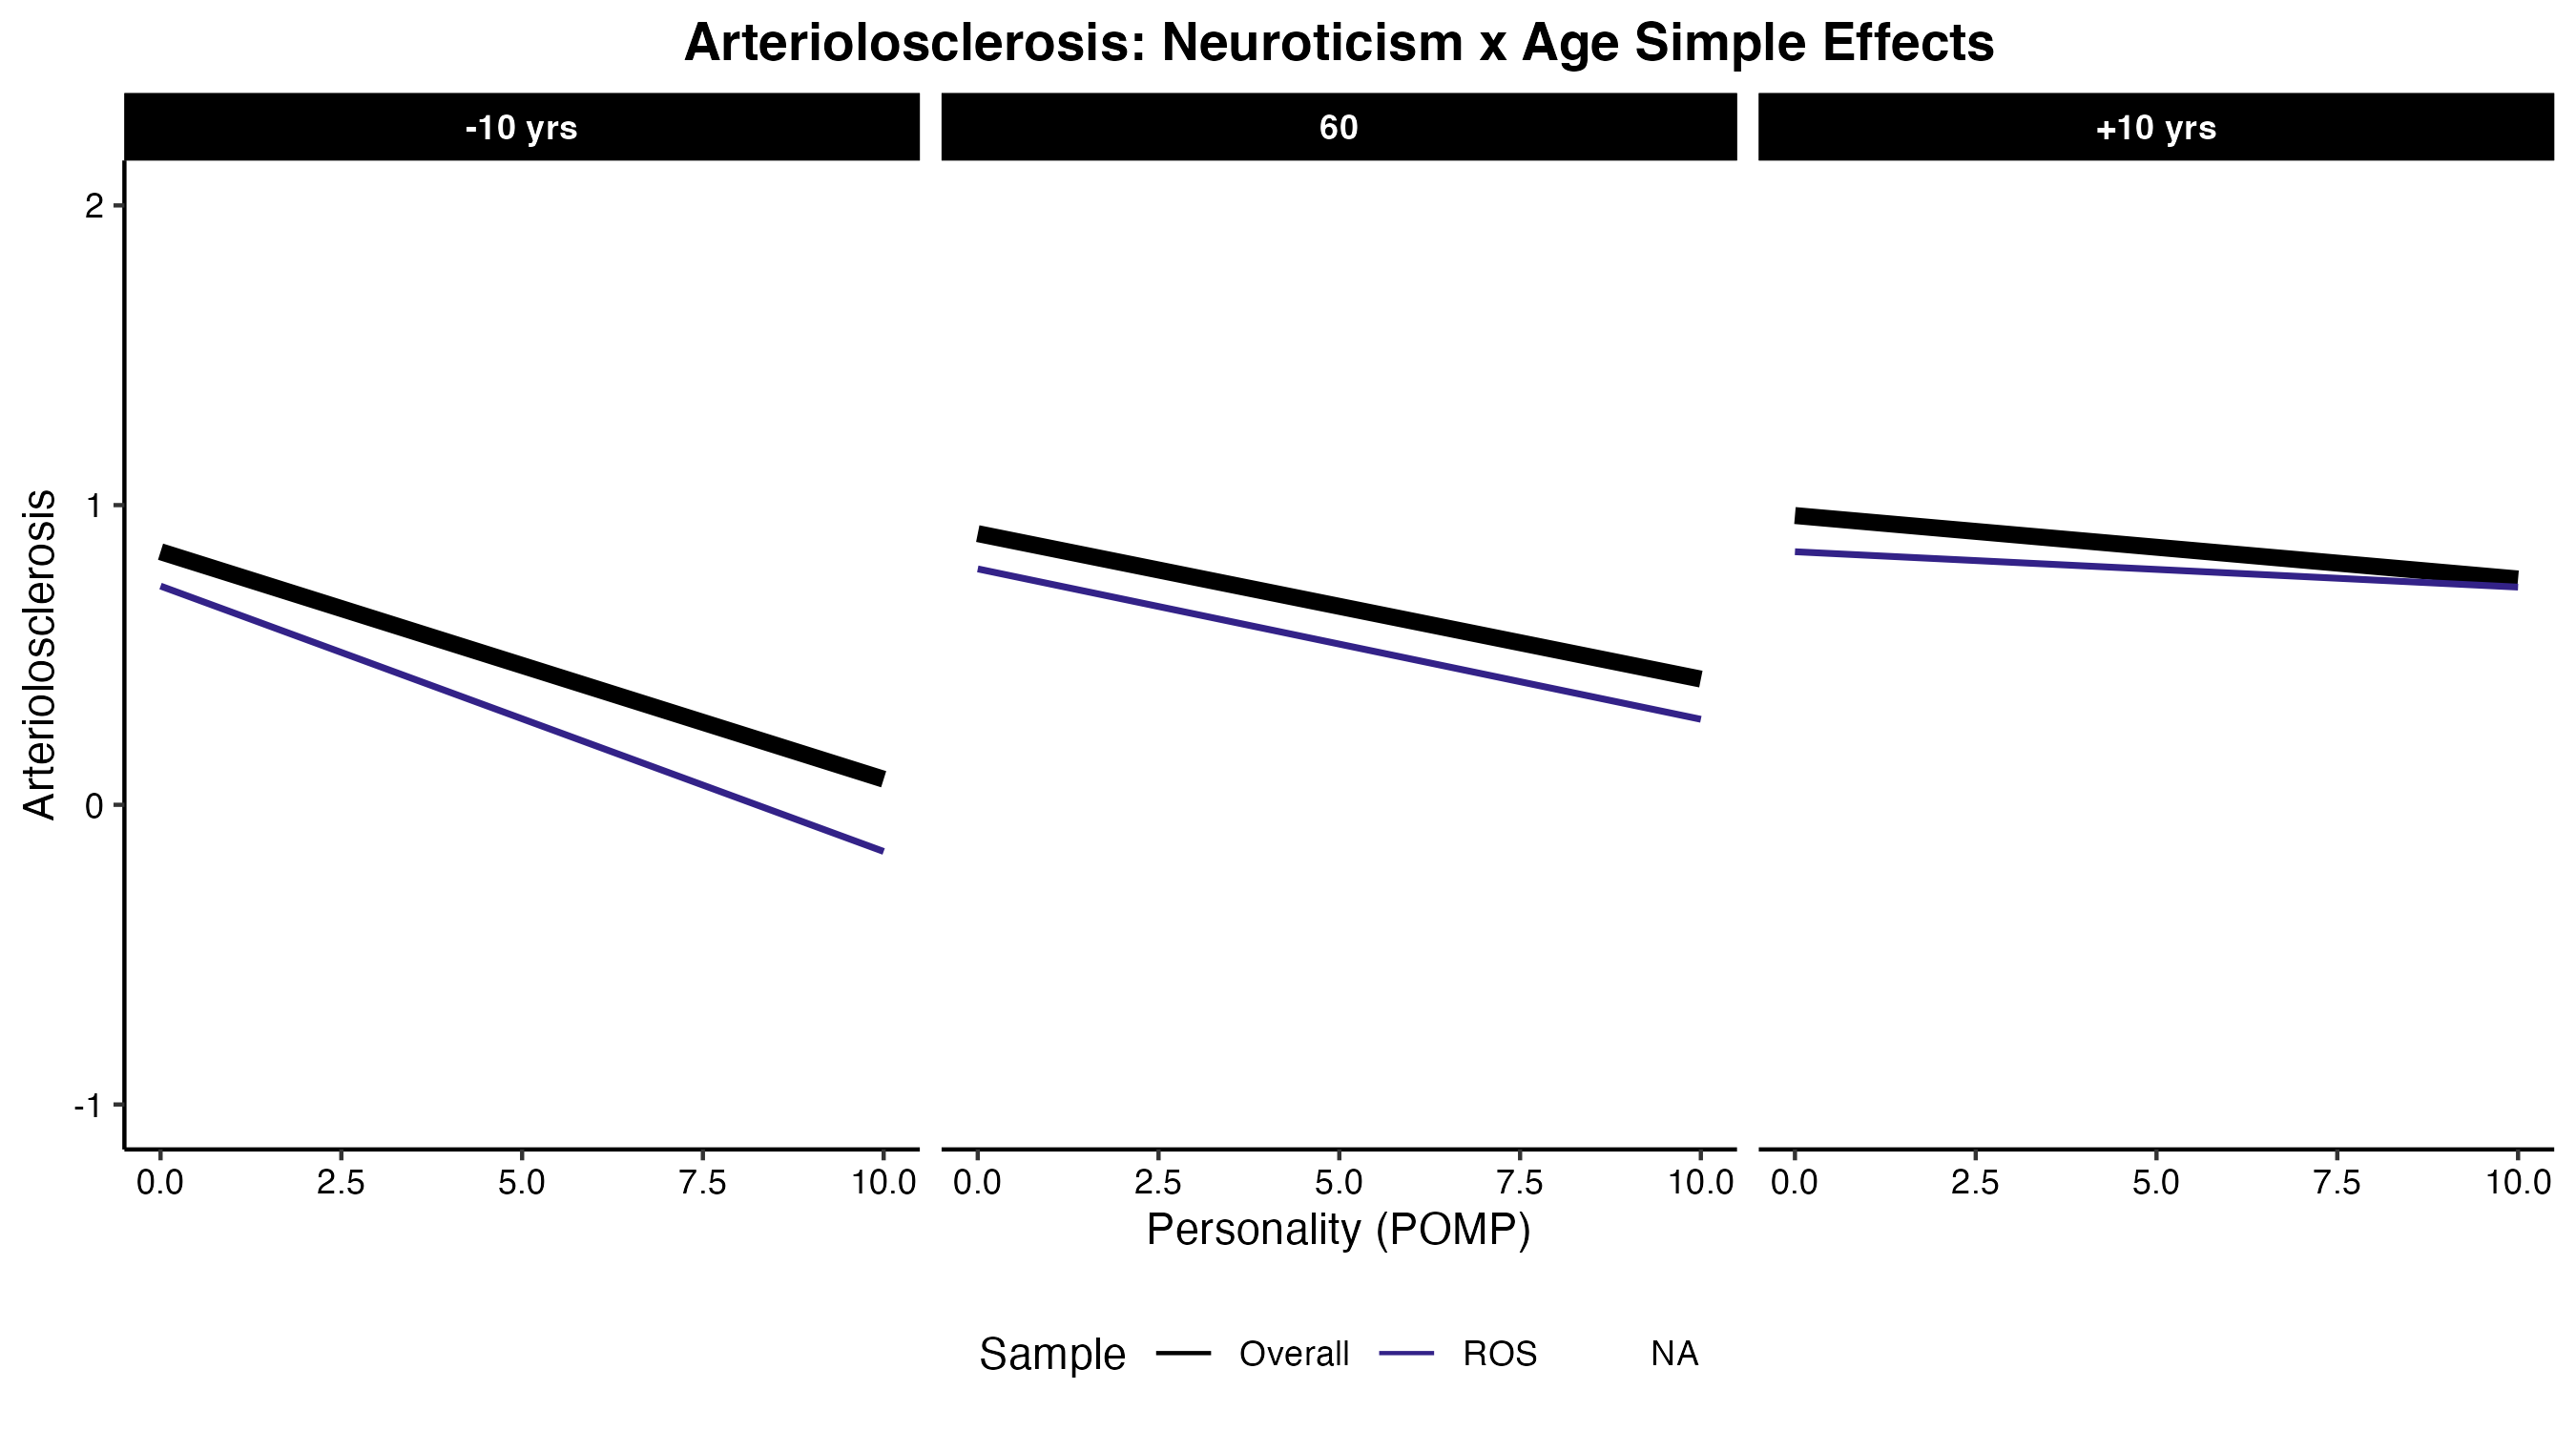 Arteriolosclerosis: Neuroticism x Age Simple Effects
-10 yrs 60 +10 yrs
Arteriolosclerosis
2
1
0
-1
0.0 2.5 5.0 7.5 10.0 0.0 2.5 5.0 7.5 10.0 0.0 2.5 5.0 7.5 10.0
Personality (POMP)
Sample Overall ROS NA